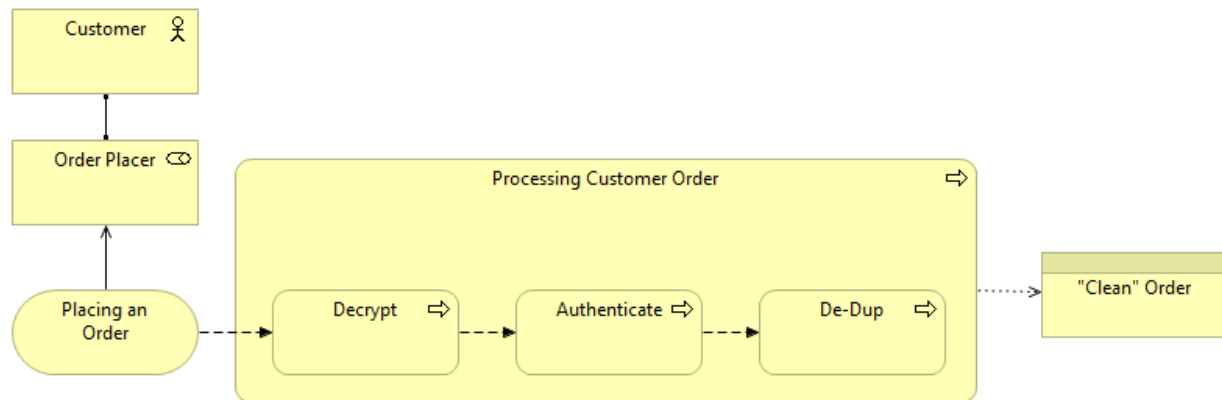 Customer
Order Placer
Processing Customer Order
Placing an
Order
Decrypt
Authenticate
De-Dup
"Clean" Order